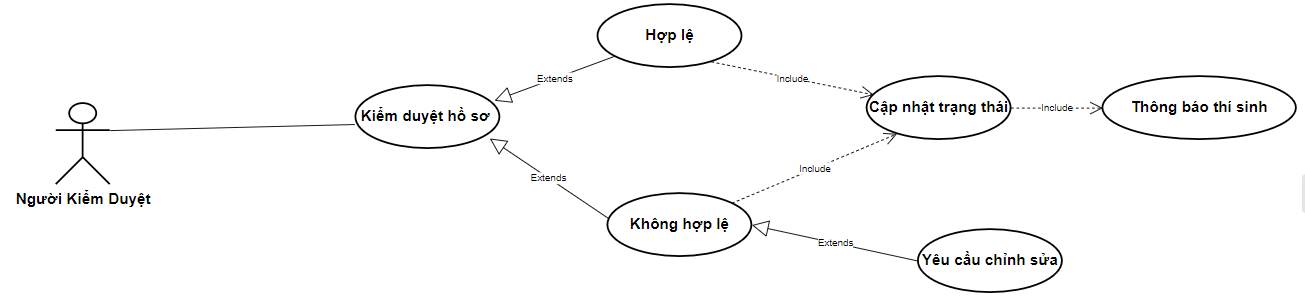 Hợp lệ
Extends
Include
Kiểm duyệt hồ sơ
Cập nhật trạng thái
Include
Thông báo thí sinh
Người Kiểm Duyệt
Extends
Include
Không hợp lệ
Extends
Yêu cầu chỉnh sửa